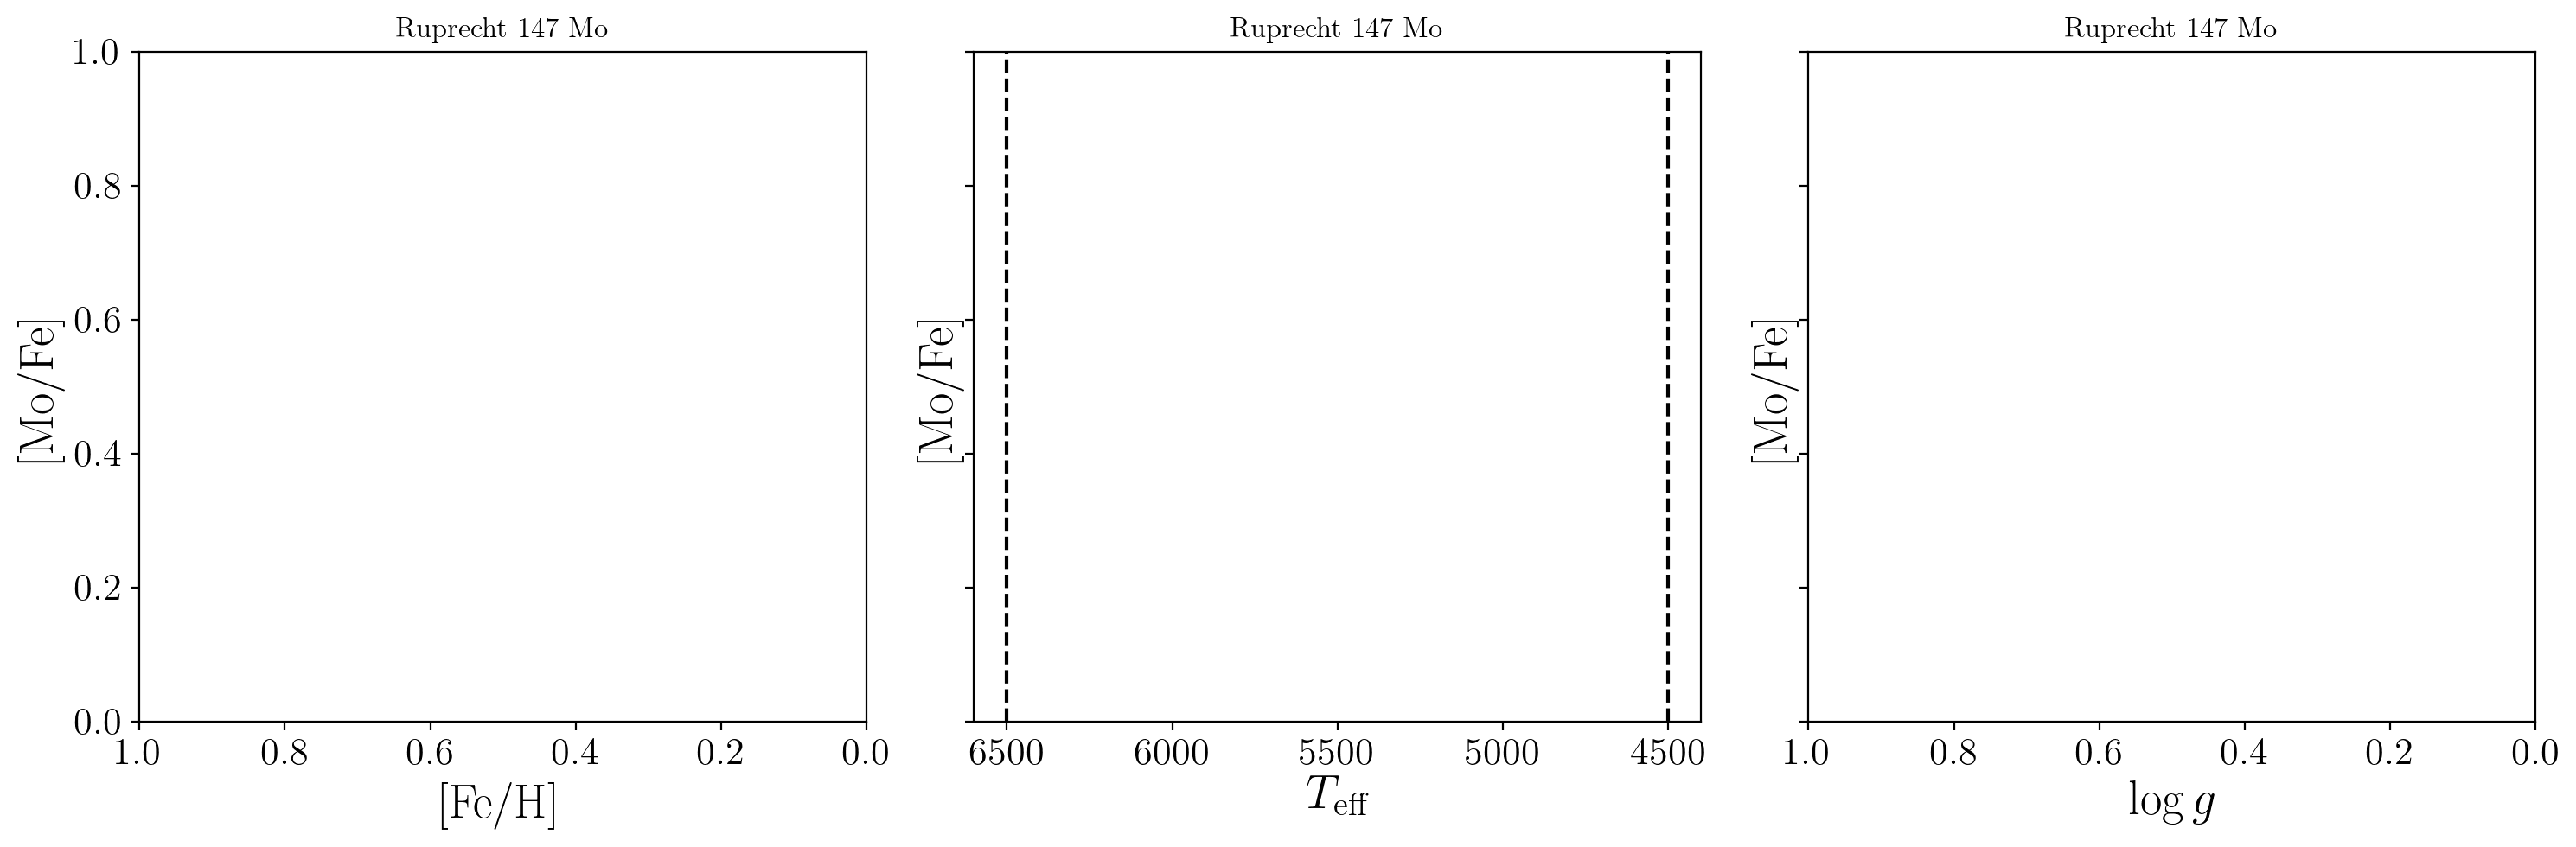 Ruprecht 147 Mo
Ruprecht 147 Mo
Ruprecht 147 Mo
1.0
0.8
0.6
0.4
0.2
0.0
[Mo/Fe]
[Mo/Fe]
[Mo/Fe]
1.0 0.8 0.6 0.4 0.2 0.0
[Fe/H]
6500 6000 5500 5000 4500
T_eff
1.0 0.8 0.6 0.4 0.2 0.0
log g